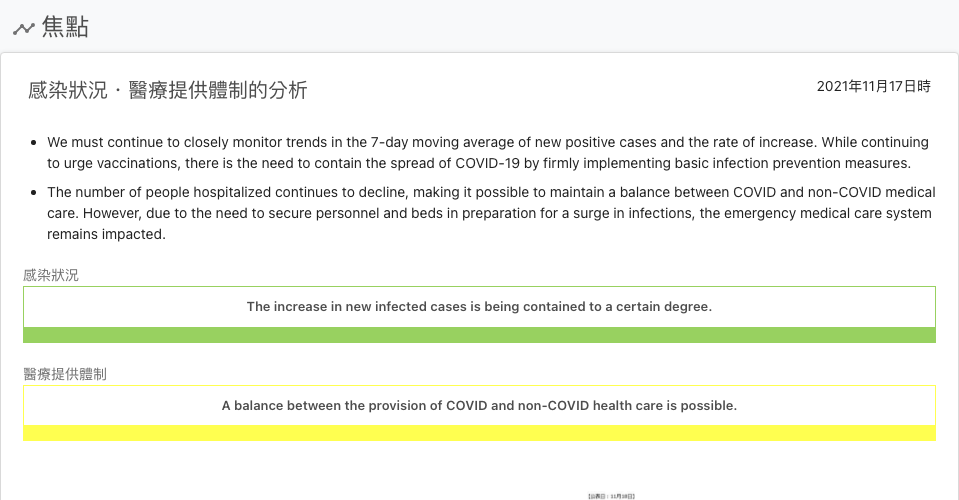 焦點
感染狀況・醫療提供體制的分析
2021年11月17日時
We must continue to closely monitor trends in the 7-day moving average of new positive cases and the rate of increase. While continuing
to urge vaccinations, there is the need to contain the spread of COVID-19 by firmly implementing basic infection prevention measures.
The number of people hospitalized continues to decline, making it possible to maintain a balance between COVID and non-COVID medical
care. However, due to the need to secure personnel and beds in preparation for a surge in infections, the emergency medical care system
remains impacted.
感染狀況
The increase in new infected cases is being contained to a certain degree.
醫療提供體制
A balance between the provision of COVID and non-COVID health care is possible.